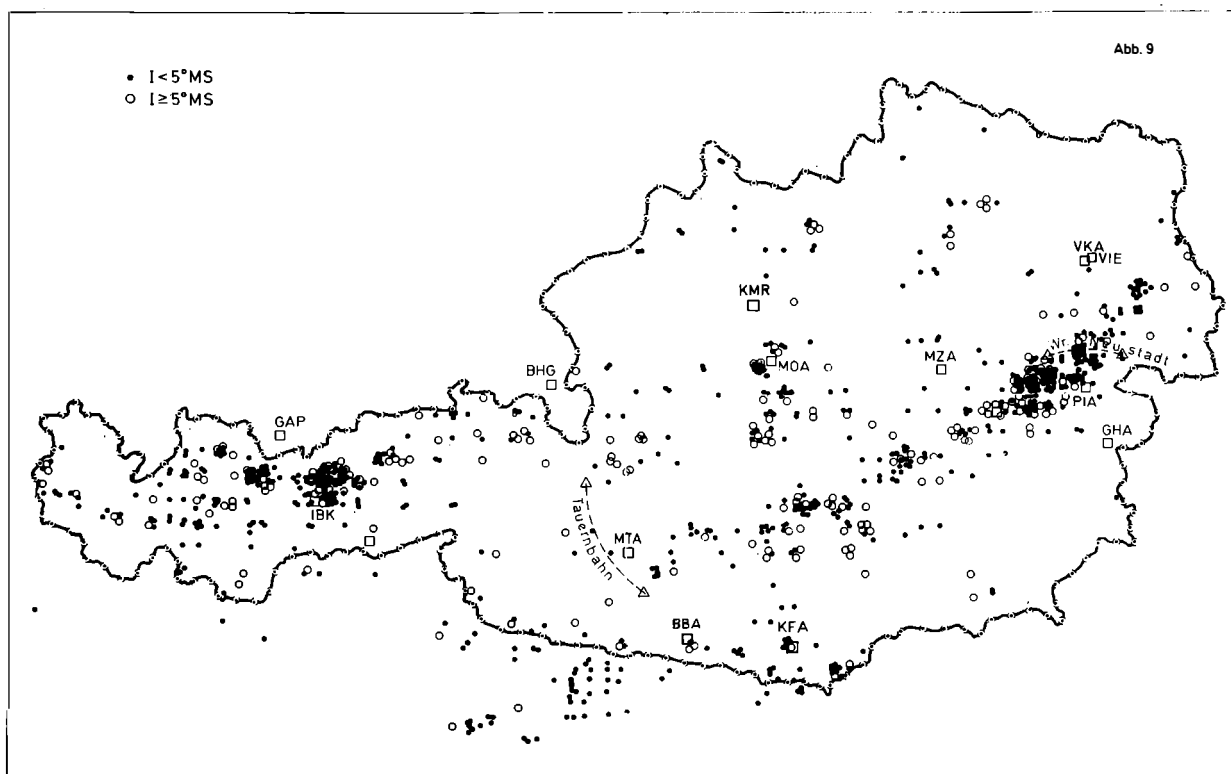 Abb. 9
I<5°MS
I≥5°MS
VKA
VIE
KMR
Wr. Neustadt
MOA
MZA
BHG
PIA
GAP
GHA
IBK
Tauernbahn
MTA
BBA
KFA